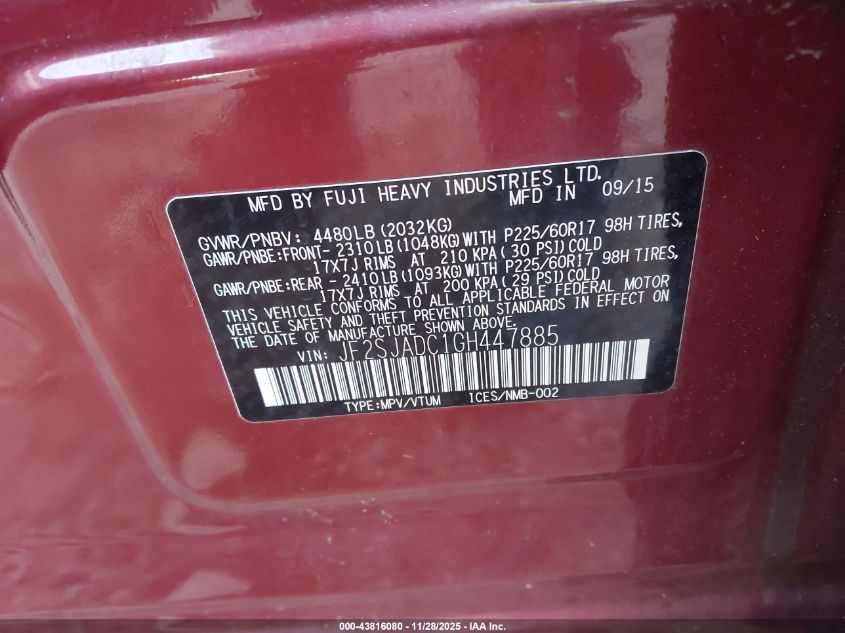 MFD BY FUJI HEAVY INDUSTRIES LTD.
MFD IN 09/15
GVWR/PNBV: 4480LB(2032KG)
GAWR/PNBE:FRONT- 2310LB(1048KG)WITH P225/60R17 98H TIRES,
17X7J RIMS AT 210 KPA(30 PSI)COLD
GAWR/PNBE:REAR - 2410LB(1093KG)WITH P225/60R17 98H TIRES,
17X7J RIMS AT 200 KPA(29 PSI)COLD
THIS VEHICLE CONFORMS TO ALL APPLICABLE FEDERAL MOTOR
VEHICLE SAFETY AND THEFT PREVENTION STANDARDS IN EFFECT ON
THE DATE OF MANUFACTURE SHOWN ABOVE.
VIN: JF2SJADC1GH447885
TYPE:MPV/VTUM ICES/NMB-002
000-43816080 - 11/28/2025 - IAA Inc.